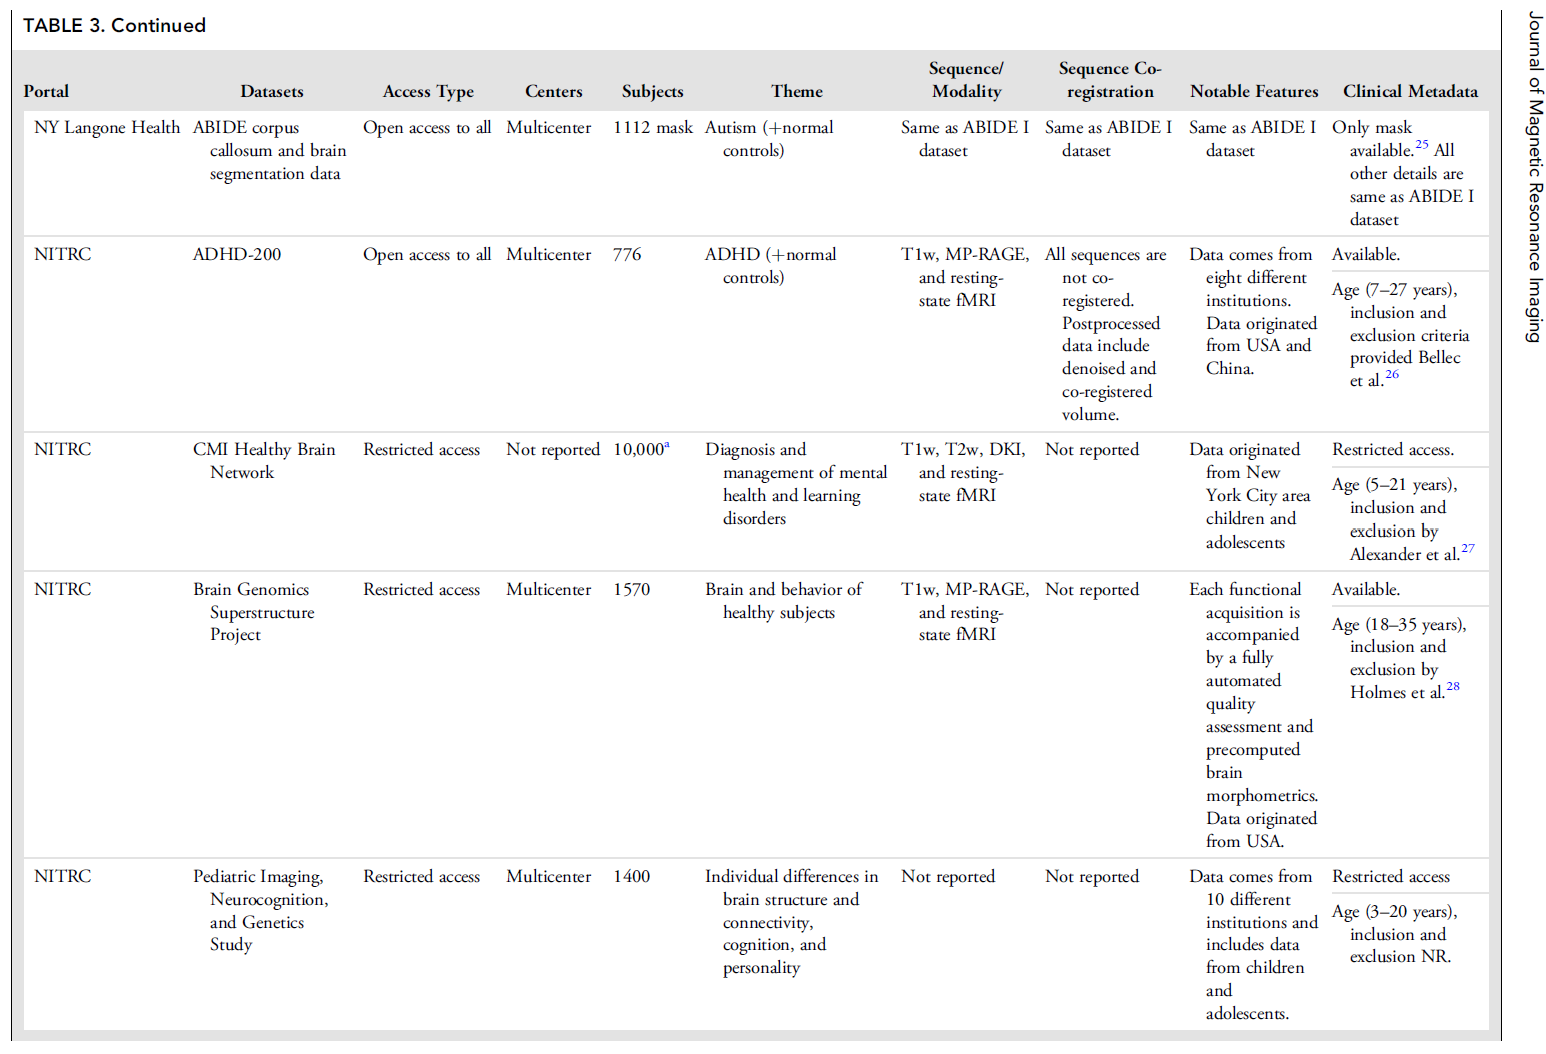 TABLE 3. Continued
Portal
Datasets
Access Type
Centers
Subjects
Theme
Sequence/
Modality
Sequence Co-
registration
Notable Features
Clinical Metadata
NY Langone Health
ABIDE corpus
callosum and brain
segmentation data
Open access to all
Multicenter
1112 mask
Autism (+normal
controls)
Same as ABIDE I
dataset
Same as ABIDE I
dataset
Same as ABIDE I
dataset
Only mask
available.25 All
other details are
same as ABIDE I
dataset
NITRC
ADHD-200
Open access to all
Multicenter
776
ADHD (+normal
controls)
T1w, MP-RAGE,
and resting-
state fMRI
All sequences are
not co-
registered.
Postprocessed
data include
denoised and
co-registered
volume.
Data comes from
eight different
institutions.
Data originated
from USA and
China.
Available.
Age (7–27 years),
inclusion and
exclusion criteria
provided Bellec
et al.26
NITRC
CMI Healthy Brain
Network
Restricted access
Not reported
10,000a
Diagnosis and
management of mental
health and learning
disorders
T1w, T2w, DKI,
and resting-
state fMRI
Not reported
Data originated
from New
York City area
children and
adolescents
Restricted access.
Age (5–21 years),
inclusion and
exclusion by
Alexander et al.27
NITRC
Brain Genomics
Superstructure
Project
Restricted access
Multicenter
1570
Brain and behavior of
healthy subjects
T1w, MP-RAGE,
and resting-
state fMRI
Not reported
Each functional
acquisition is
accompanied
by a fully
automated
quality
assessment and
precomputed
brain
morphometrics.
Data originated
from USA.
Available.
Age (18–35 years),
inclusion and
exclusion by
Holmes et al.28
NITRC
Pediatric Imaging,
Neurocognition,
and Genetics
Study
Restricted access
Multicenter
1400
Individual differences in
brain structure and
connectivity,
cognition, and
personality
Not reported
Not reported
Data comes from
10 different
institutions and
includes data
from children
and
adolescents.
Restricted access
Age (3–20 years),
inclusion and
exclusion NR.
Journal of Magnetic Resonance Imaging